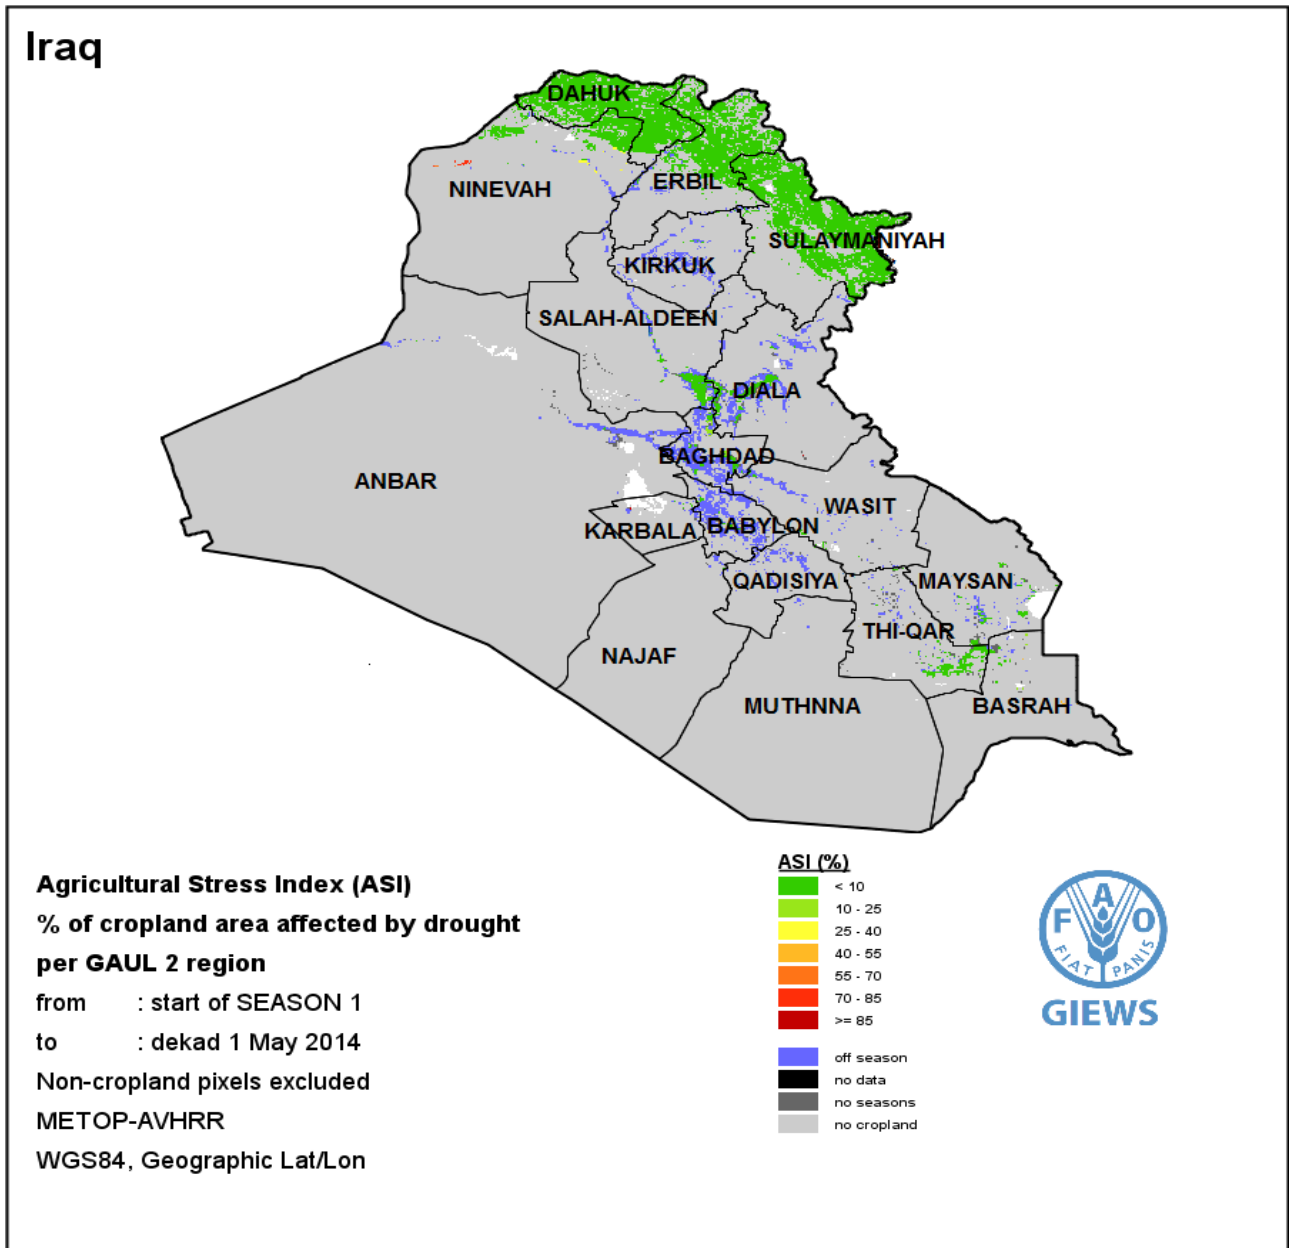 Iraq
DAHUK
NINEVAH
ERBIL
SULAYMANIYAH
KIRKUK
SALAH-ALDEEN
DIALA
BAGHDAD
ANBAR
WASIT
KARBALA
BABYLON
QADISIYA
MAYSAN
THI-QAR
NAJAF
MUTHNNA
BASRAH
Agricultural Stress Index (ASI)
% of cropland area affected by drought
per GAUL 2 region
from : start of SEASON 1
to : dekad 1 May 2014
Non-cropland pixels excluded
METOP-AVHRR
WGS84, Geographic Lat/Lon
ASI (%)
< 10
10 - 25
25 - 40
40 - 55
55 - 70
70 - 85
>= 85
off season
no data
no seasons
no cropland
F A O
FIAT PANIS
GIEWS